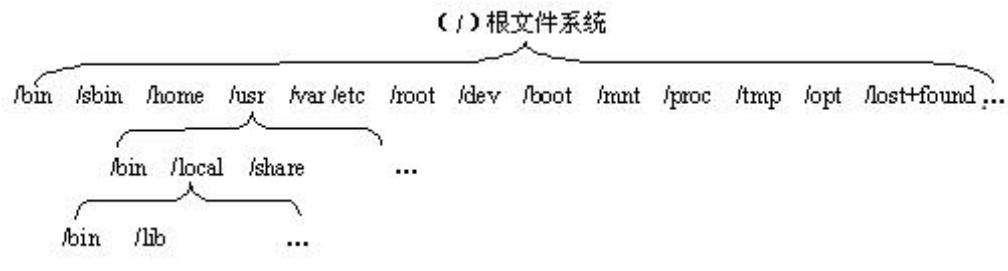 (/)根文件系统
/bin /sbin /home /usr /var /etc /root /dev /boot /mnt /proc /tmp /opt /lost+found ...
/bin /local /share ...
/bin /lib ...